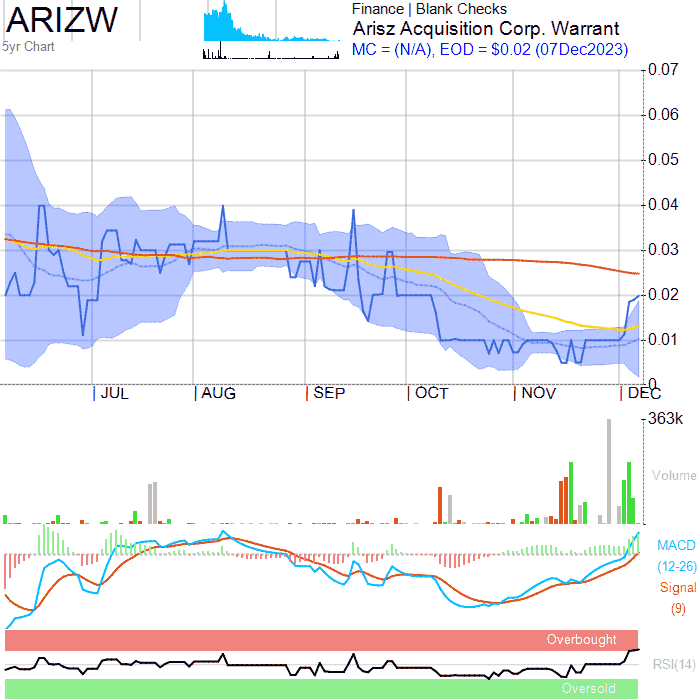 ARIZW
5yr Chart
Finance | Blank Checks
Arisz Acquisition Corp. Warrant
MC = (N/A), EOD = $0.02 (07Dec2023)
0.07
0.06
0.05
0.04
0.03
0.02
0.01
0
JUL AUG SEP OCT NOV DEC
363k
Volume
MACD
(12-26)
Signal
(9)
Overbought
RSI(14)
Oversold